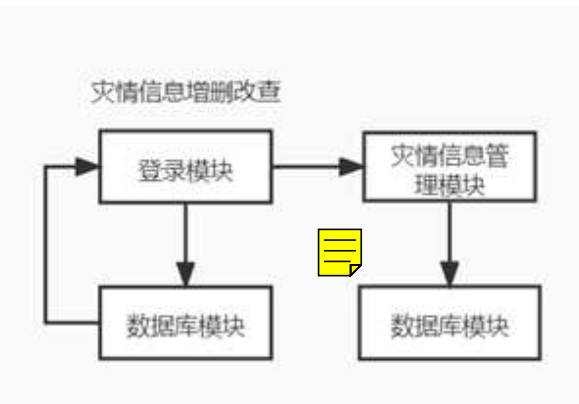 灾情信息增删改查
登录模块
灾情信息管
理模块
数据库模块
数据库模块